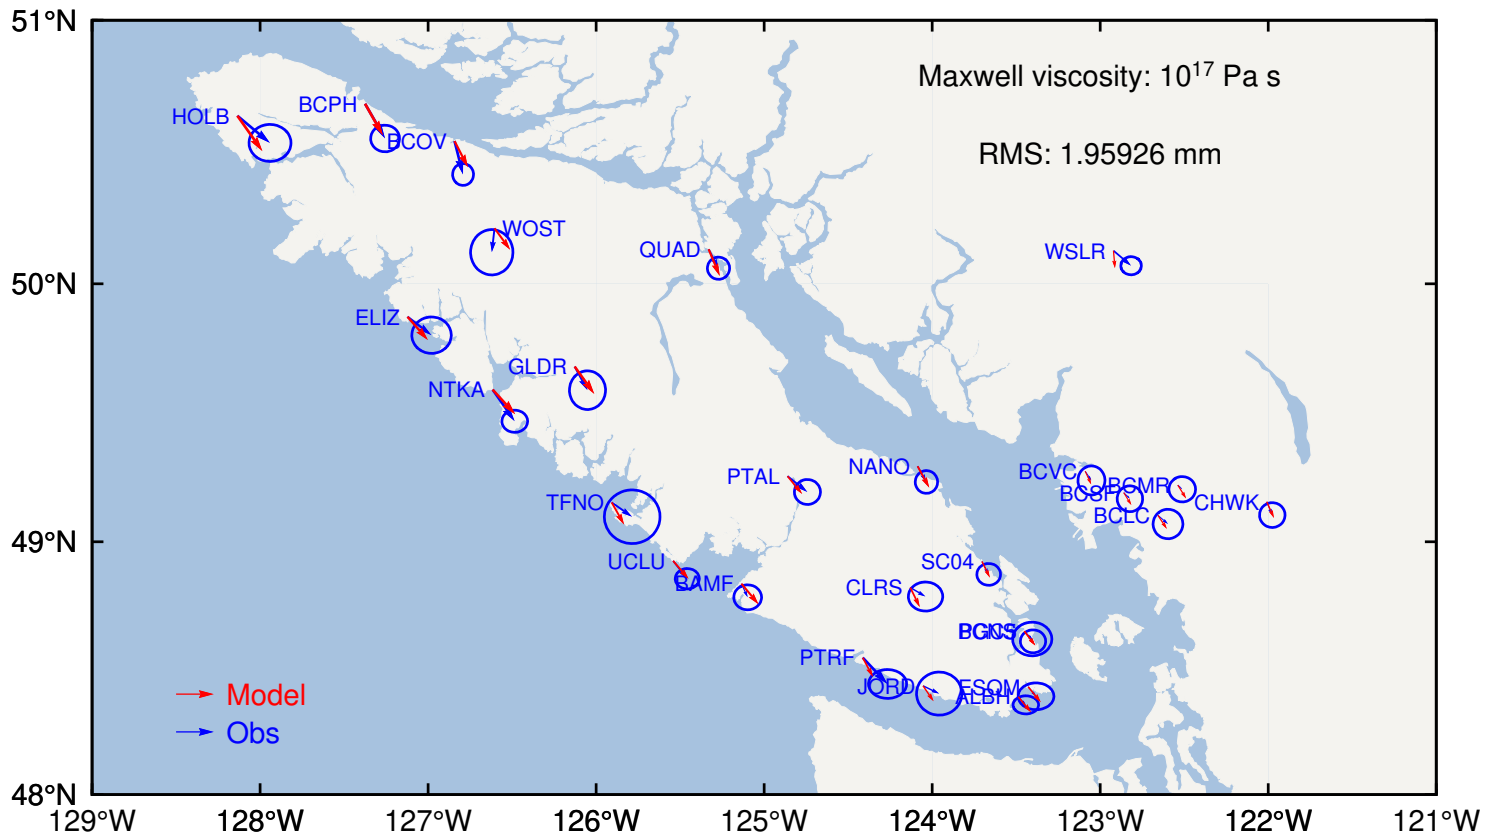 51°N
Maxwell viscosity: 10¹⁷ Pa s
BCPH
HOLB
BCOV
RMS: 1.95926 mm
WOST
QUAD
WSLR
50°N
ELIZ
GLDR
NTKA
NANO
BCVC
PTAL
BCMR
BCSF
TFNO
CHWK
BCLC
49°N
UCLU
SC04
BAMF
CLRS
PTRF
JORD
ESQM
ALBH
Model
Obs
48°N
129°W 128°W 127°W 126°W 125°W 124°W 123°W 122°W 121°W